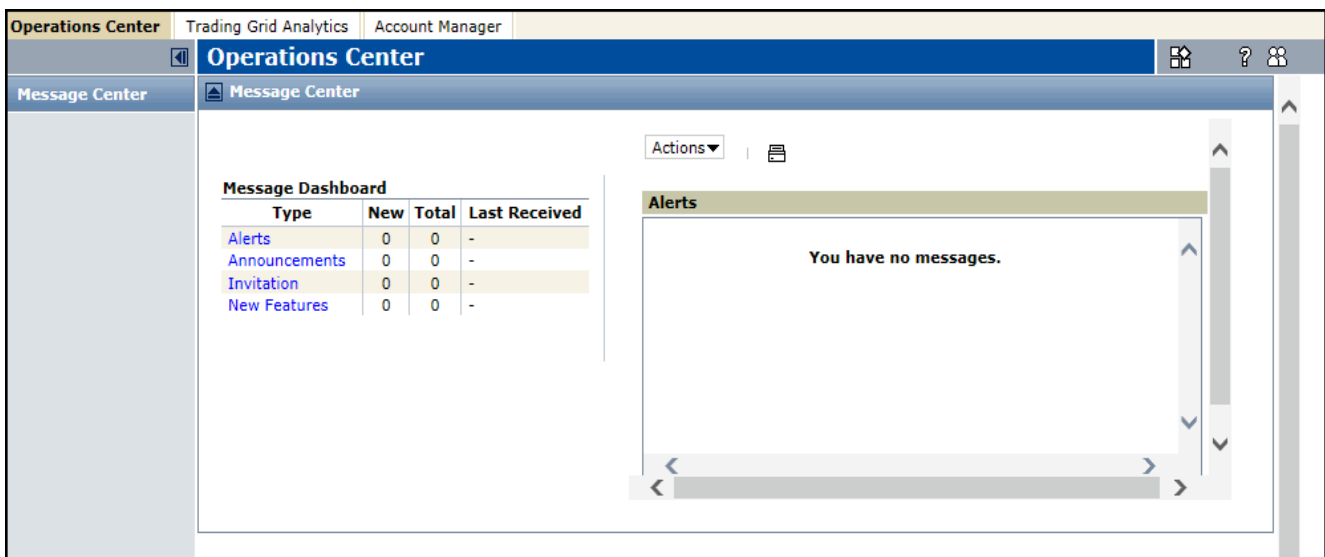 Operations Center Trading Grid Analytics Account Manager
Operations Center ?
Message Center
Message Center
Actions
Message Dashboard
Type New Total Last Received
Alerts 0 0 -
Announcements 0 0 -
Invitation 0 0 -
New Features 0 0 -
Alerts
You have no messages.